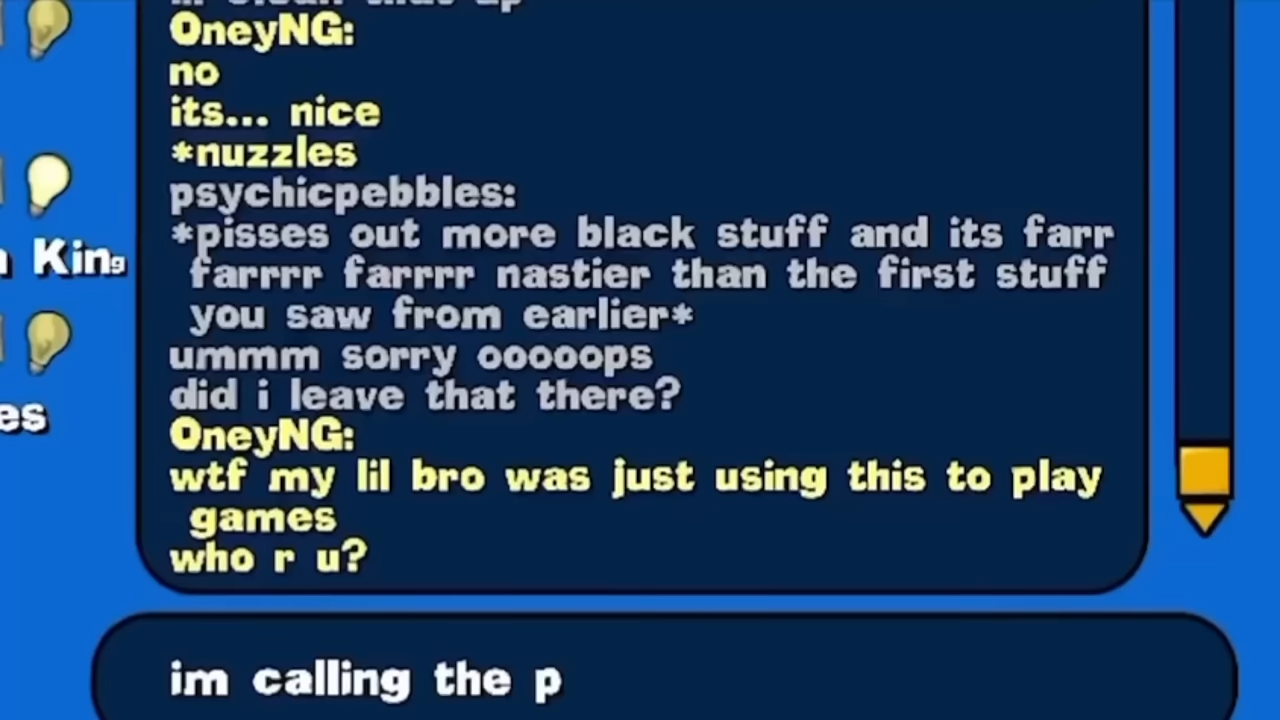 OneyNG:
no
its... nice
*nuzzles
psychicpebbles:
*pisses out more black stuff and its farr
farrrr farrrr nastier than the first stuff
you saw from earlier*
ummm sorry ooooops
did i leave that there?
OneyNG:
wtf my lil bro was just using this to play
games
who r u?
King
es
im calling the p